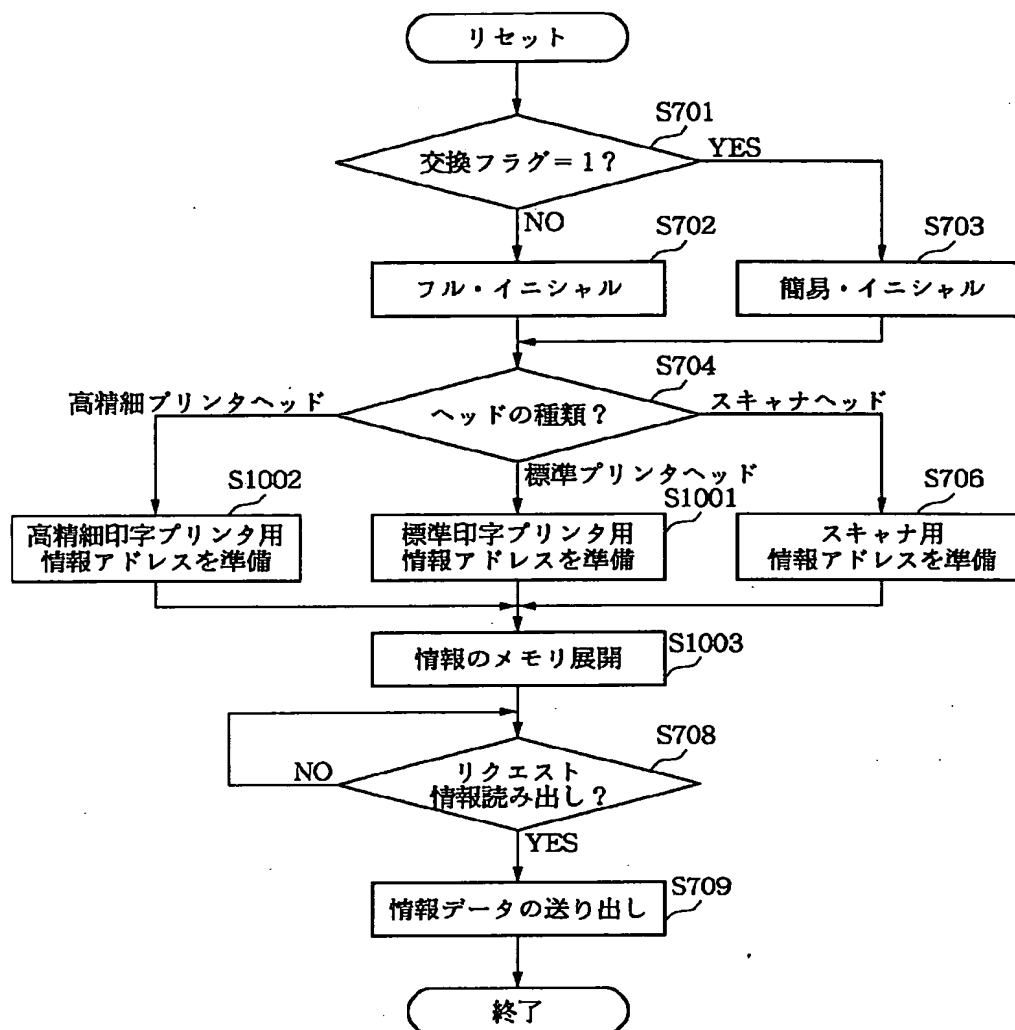 リセット
S701
交換フラグ=1?
YES
NO
S702
フル・イニシャル
S703
簡易・イニシャル
S704
ヘッドの種類?
高精細プリンタヘッド
スキャナヘッド
標準プリンタヘッド
S1002
高精細印字プリンタ用
情報アドレスを準備
S1001
標準印字プリンタ用
情報アドレスを準備
S706
スキャナ用
情報アドレスを準備
S1003
情報のメモリ展開
S708
リクエスト
情報読み出し?
NO
YES
S709
情報データの送り出し
終了